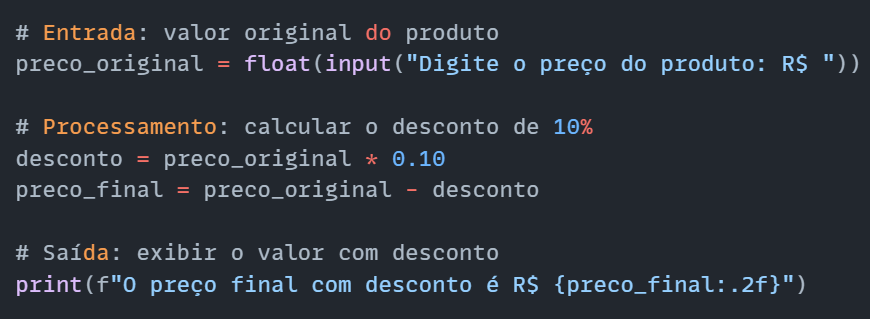 # Entrada: valor original do produto
preco_original = float(input("Digite o preço do produto: R$ "))
# Processamento: calcular o desconto de 10%
desconto = preco_original * 0.10
preco_final = preco_original - desconto
# Saída: exibir o valor com desconto
print(f"O preço final com desconto é R$ {preco_final:.2f}")